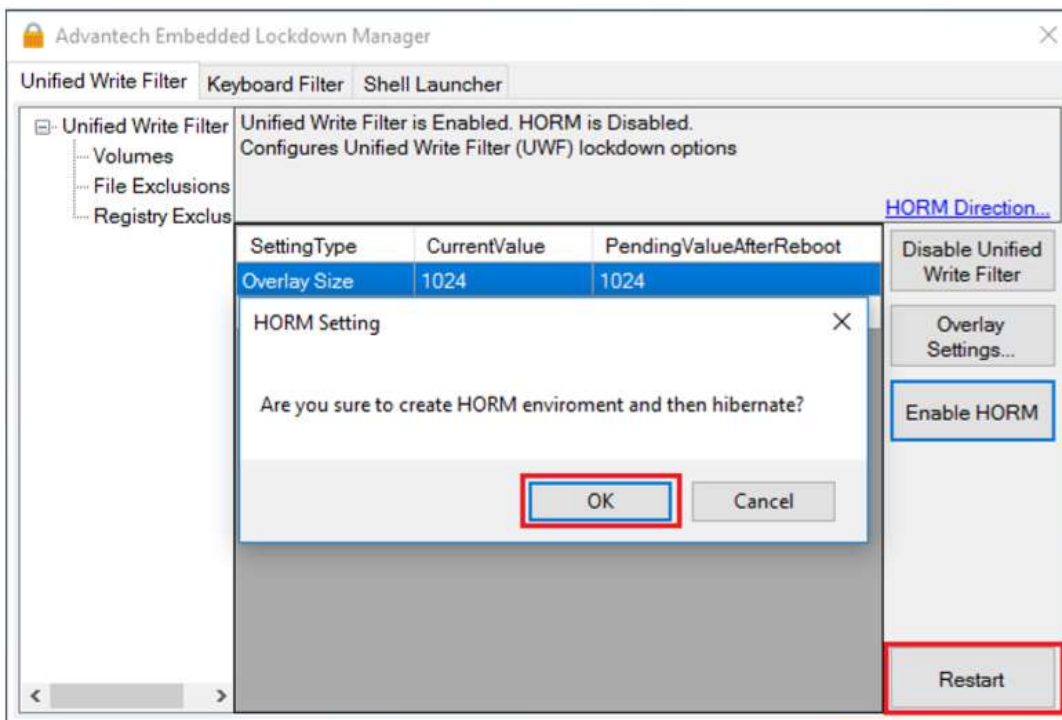 Advantech Embedded Lockdown Manager
Unified Write Filter
Keyboard Filter
Shell Launcher
Unified Write Filter
Volumes
File Exclusions
Registry Exclus
Unified Write Filter is Enabled. HORM is Disabled.
Configures Unified Write Filter (UWF) lockdown options
HORM Direction...
SettingType CurrentValue PendingValueAfterReboot
Overlay Size 1024 1024
HORM Setting
Are you sure to create HORM enviroment and then hibernate?
OK
Cancel
Disable Unified
Write Filter
Overlay
Settings...
Enable HORM
Restart